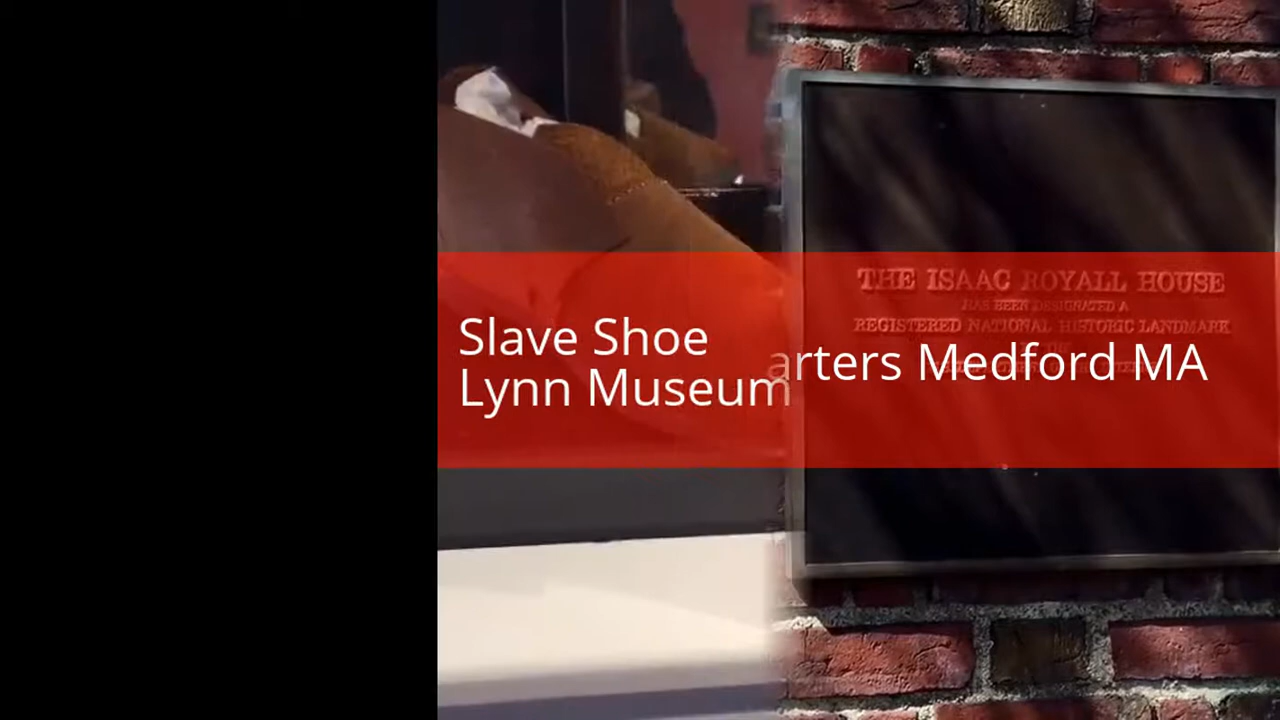 Slave Shoe
Lynn Museum
arters Medford MA
THE ISAAC ROYALL HOUSE
HAS BEEN DESIGNATED A
REGISTERED NATIONAL HISTORIC LANDMARK